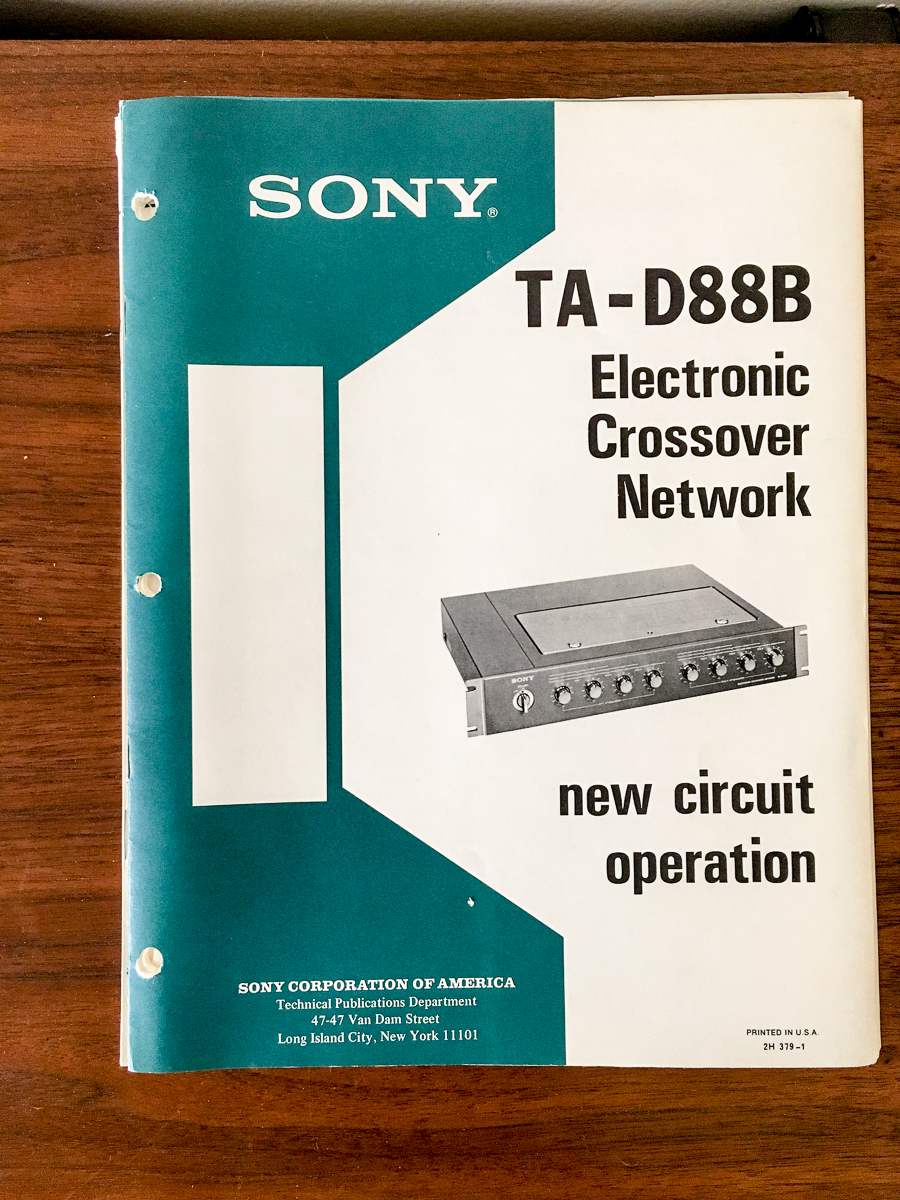 SONY®
TA-D88B
Electronic
Crossover
Network
SONY
new circuit
operation
SONY CORPORATION OF AMERICA
Technical Publications Department
47-47 Van Dam Street
Long Island City, New York 11101
PRINTED IN U.S.A.
2H 379-1